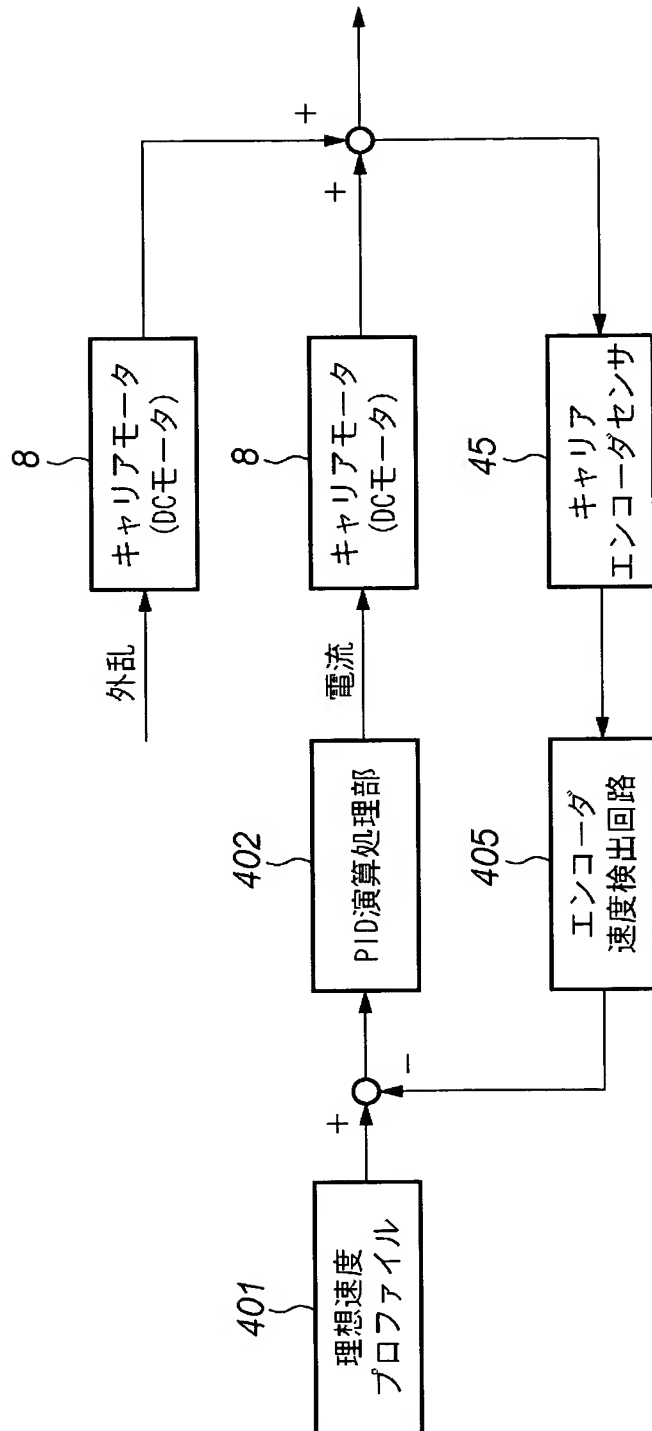 401
理想速度
プロファイル
+
−
402
PID演算処理部
電流
外乱
8
キャリアモータ
(DCモータ)
8
キャリアモータ
(DCモータ)
+
+
45
キャリア
エンコーダセンサ
405
エンコーダ
速度検出回路